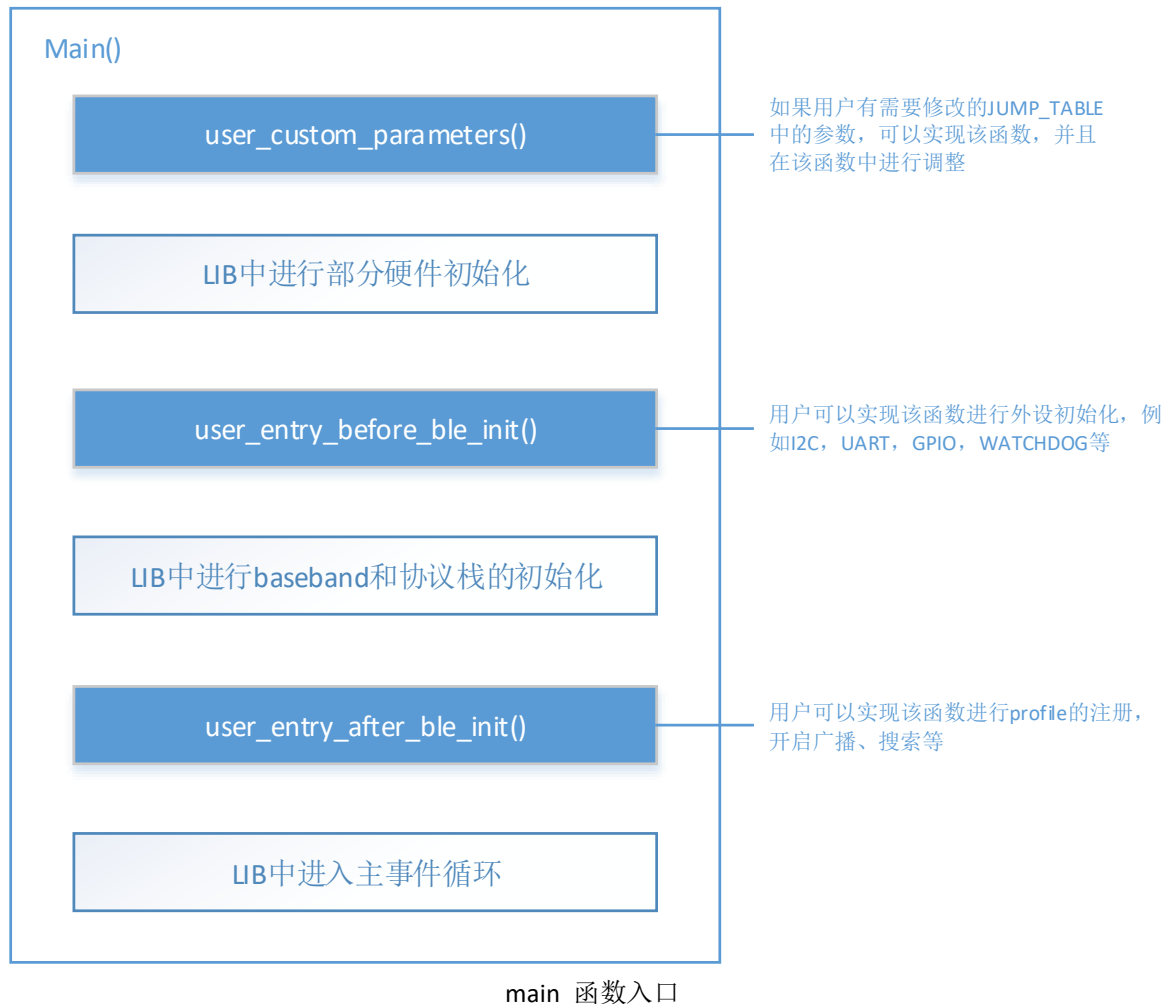 Main()
user_custom_parameters()
如果用户有需要修改的JUMP_TABLE
中的参数，可以实现该函数，并且
在该函数中进行调整
LIB中进行部分硬件初始化
user_entry_before_ble_init()
用户可以实现该函数进行外设初始化，例
如I2C，UART，GPIO，WATCHDOG等
LIB中进行baseband和协议栈的初始化
user_entry_after_ble_init()
用户可以实现该函数进行profile的注册，
开启广播、搜索等
LIB中进入主事件循环
main 函数入口